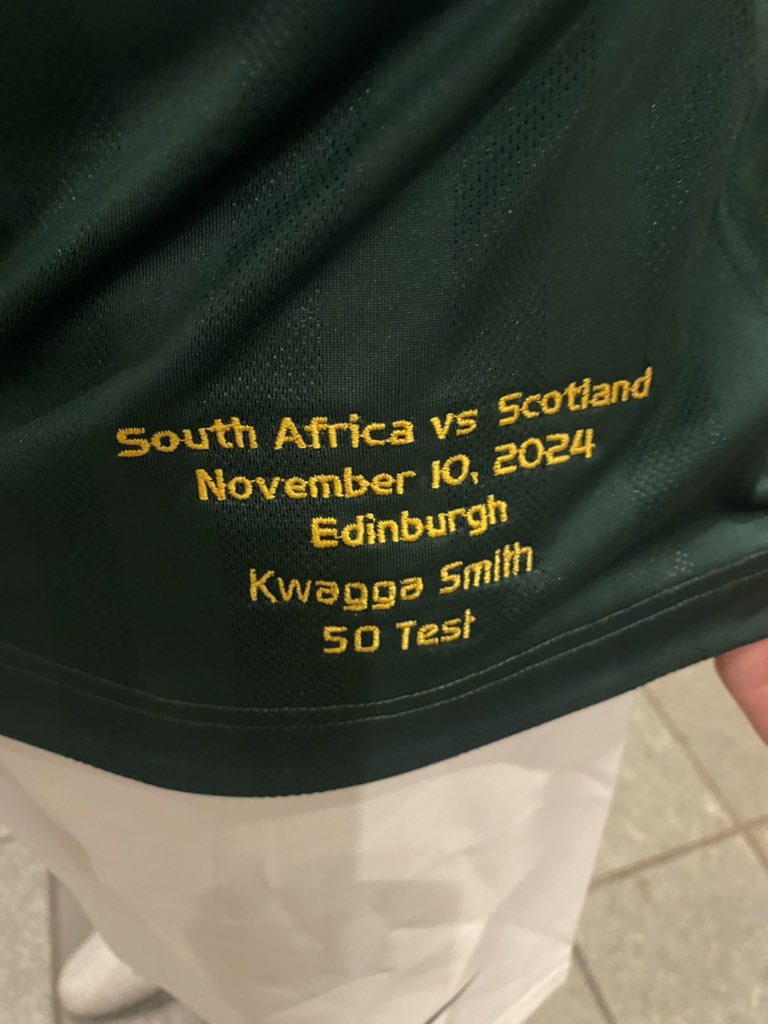 South Africa vs Scotland
November 10, 2024
Edinburgh
Kwagga Smith
50 Test